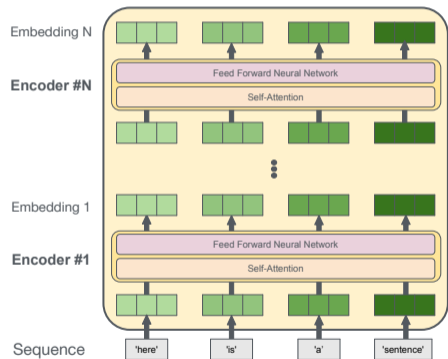 Embedding N
Feed Forward Neural Network
Encoder #N
Self-Attention
Embedding 1
Feed Forward Neural Network
Encoder #1
Self-Attention
Sequence 'here' 'is' 'a' 'sentence'